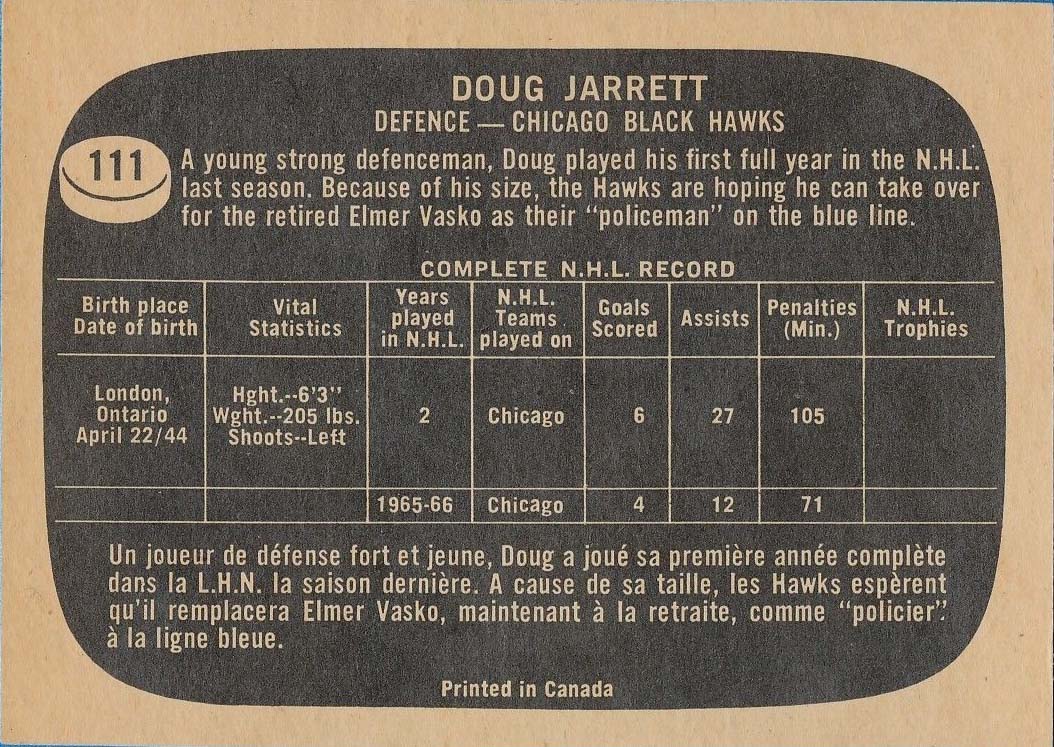 DOUG JARRETT
DEFENCE — CHICAGO BLACK HAWKS
111
A young strong defenceman, Doug played his first full year in the N.H.L.
last season. Because of his size, the Hawks are hoping he can take over
for the retired Elmer Vasko as their "policeman" on the blue line.
COMPLETE N.H.L. RECORD
Birth place
Date of birth
Vital
Statistics
Years
played
in N.H.L.
N.H.L.
Teams
played on
Goals
Scored
Assists
Penalties
(Min.)
N.H.L.
Trophies
London,
Ontario
April 22/44
Hght.--6'3"
Wght.--205 lbs.
Shoots--Left
2
Chicago
6
27
105
1965-66
Chicago
4
12
71
Un joueur de défense fort et jeune, Doug a joué sa première année complète
dans la L.H.N. la saison dernière. A cause de sa taille, les Hawks espèrent
qu'il remplacera Elmer Vasko, maintenant à la retraite, comme "policier".
à la ligne bleue.
Printed in Canada